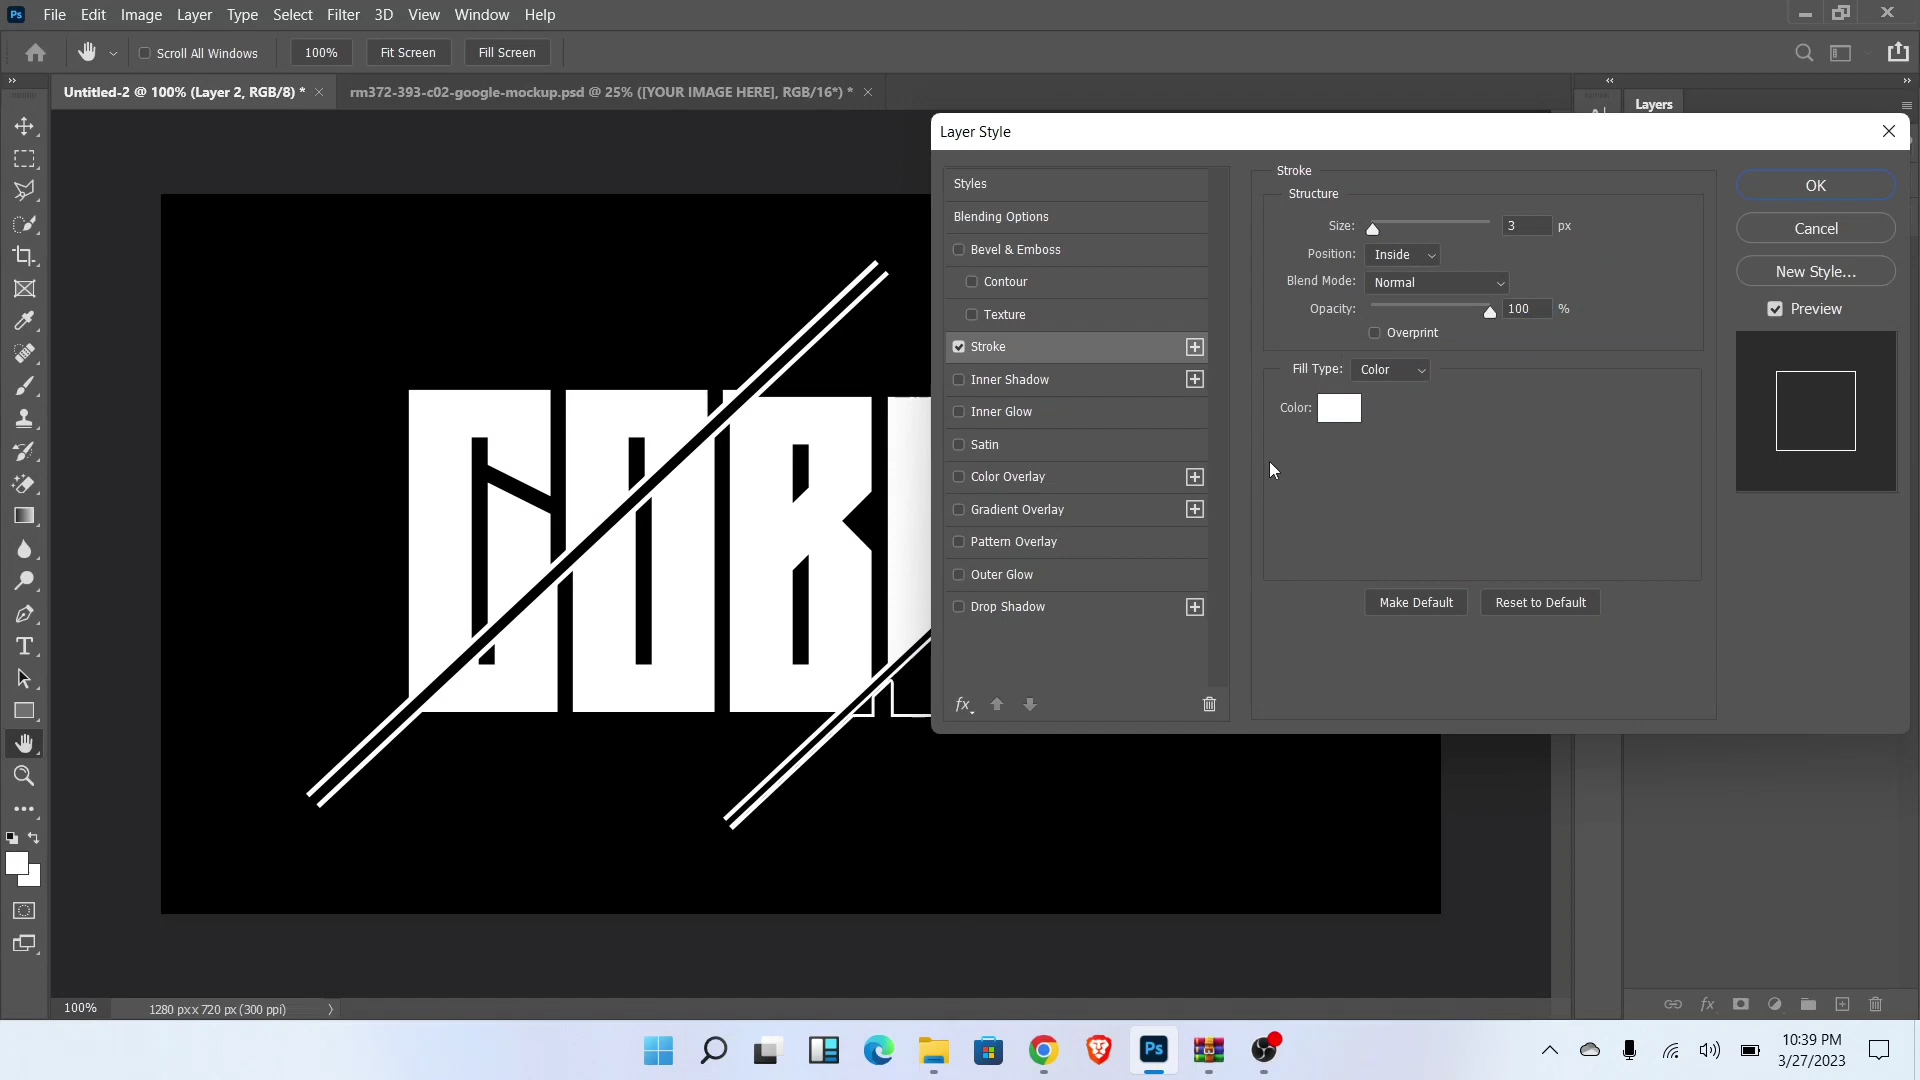 Ps File Edit Image Layer Type Select Filter 3D View Window Help
Scroll All Windows 100% Fit Screen Fill Screen
Untitled-2 @ 100% (Layer 2, RGB/8) * rm372-393-c02-google-mockup.psd @ 25% ([YOUR IMAGE HERE], RGB/16*) *
Layers
Layer Style
Styles
Blending Options
Bevel & Emboss
Contour
Texture
Stroke
Inner Shadow
Inner Glow
Satin
Color Overlay
Gradient Overlay
Pattern Overlay
Outer Glow
Drop Shadow
fx
Stroke
Structure
Size: 3 px
Position: Inside
Blend Mode: Normal
Opacity: 100 %
Overprint
Fill Type: Color
Color:
Make Default Reset to Default
OK
Cancel
New Style...
Preview
100% 1280 px x 720 px (300 ppi)
fx
Ps
10:39 PM
3/27/2023